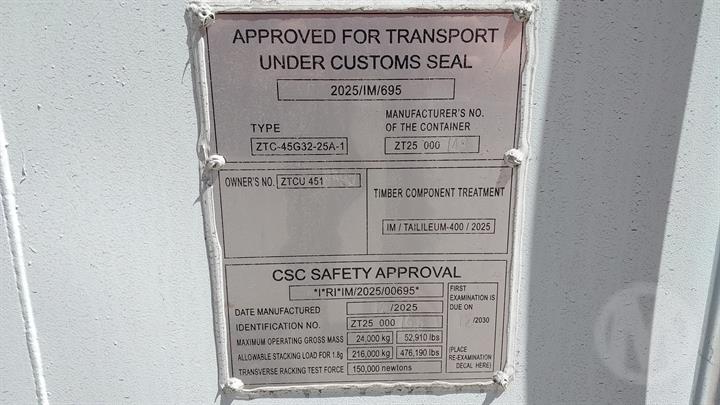 APPROVED FOR TRANSPORT
UNDER CUSTOMS SEAL
2025/IM/695
TYPE
ZTC-45G32-25A-1
MANUFACTURER'S NO.
OF THE CONTAINER
ZT25 000
OWNER'S NO. ZTCU 451
TIMBER COMPONENT TREATMENT
IM / TAILILEUM-400 / 2025
CSC SAFETY APPROVAL
*I*RI*IM/2025/00695*
DATE MANUFACTURED /2025
IDENTIFICATION NO. ZT25 000
MAXIMUM OPERATING GROSS MASS 24,000 kg 52,910 lbs
ALLOWABLE STACKING LOAD FOR 1.8g 216,000 kg 476,190 lbs
TRANSVERSE RACKING TEST FORCE 150,000 newtons
FIRST
EXAMINATION IS
DUE ON
/2030
(PLACE
RE-EXAMINATION
DECAL HERE)